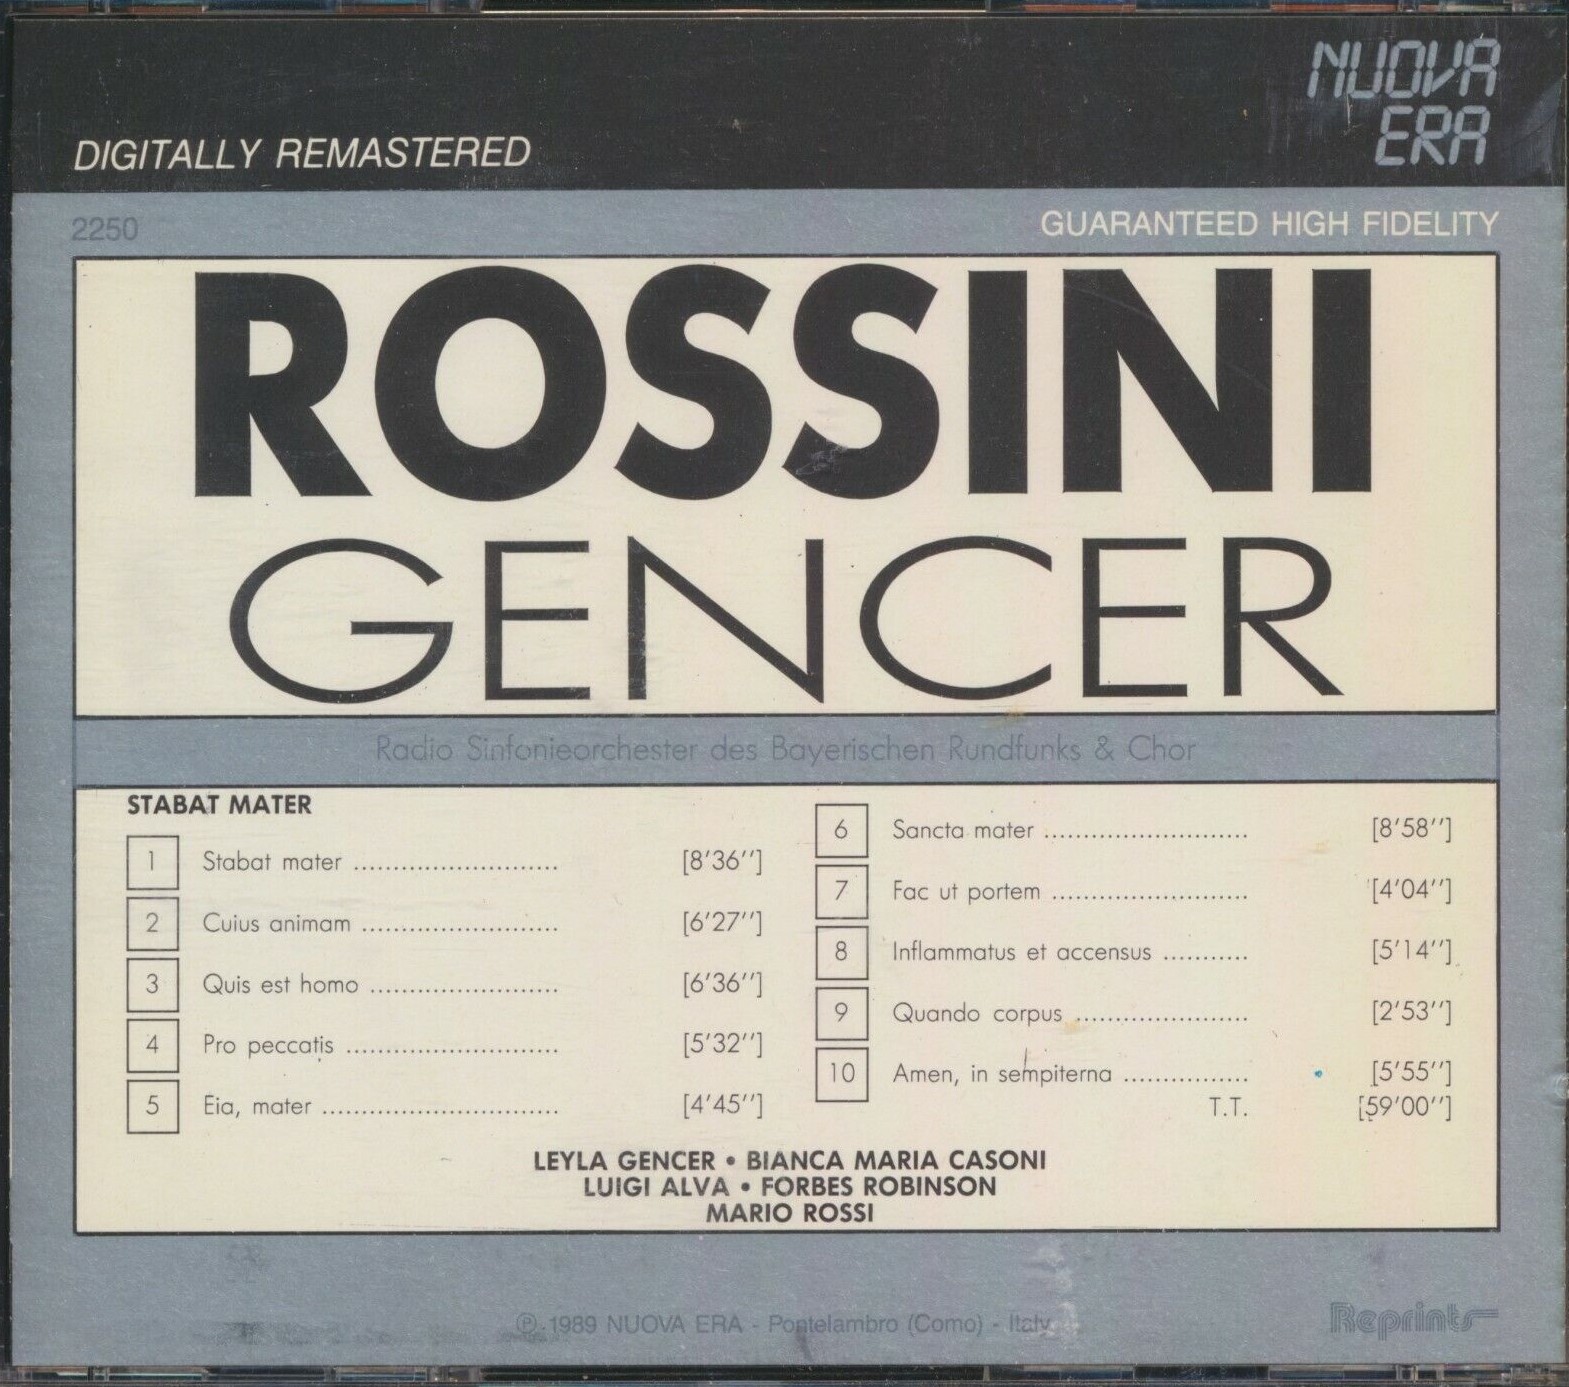 NUOVA
ERA
DIGITALLY REMASTERED
2250
GUARANTEED HIGH FIDELITY
ROSSINI
GENCER
Radio Sinfonieorchester des Bayerischen Rundfunks & Chor
STABAT MATER
1 Stabat mater .......................... [8'36'']
2 Cuius animam ......................... [6'27'']
3 Quis est homo ........................ [6'36'']
4 Pro peccatis ........................... [5'32'']
5 Eia, mater .............................. [4'45'']
6 Sancta mater .......................... [8'58'']
7 Fac ut portem ......................... [4'04'']
8 Inflammatus et accensus ........... [5'14'']
9 Quando corpus ...................... [2'53'']
10 Amen, in sempiterna ................ [5'55'']
T.T. [59'00'']
LEYLA GENCER • BIANCA MARIA CASONI
LUIGI ALVA • FORBES ROBINSON
MARIO ROSSI
℗ 1989 NUOVA ERA - Pontelambro (Como) - Italy
Reprints